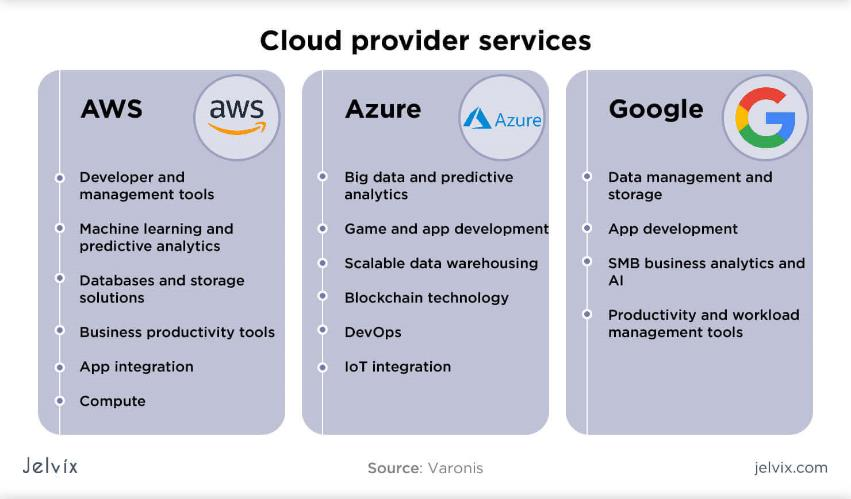 Cloud provider services
AWS
aws
Developer and
management tools
Machine learning and
predictive analytics
Databases and storage
solutions
Business productivity tools
App integration
Compute
Azure
Azure
Big data and predictive
analytics
Game and app development
Scalable data warehousing
Blockchain technology
DevOps
IoT integration
Google
G
Data management and
storage
App development
SMB business analytics and
AI
Productivity and workload
management tools
Jelvix
Source: Varonis
jelvix.com